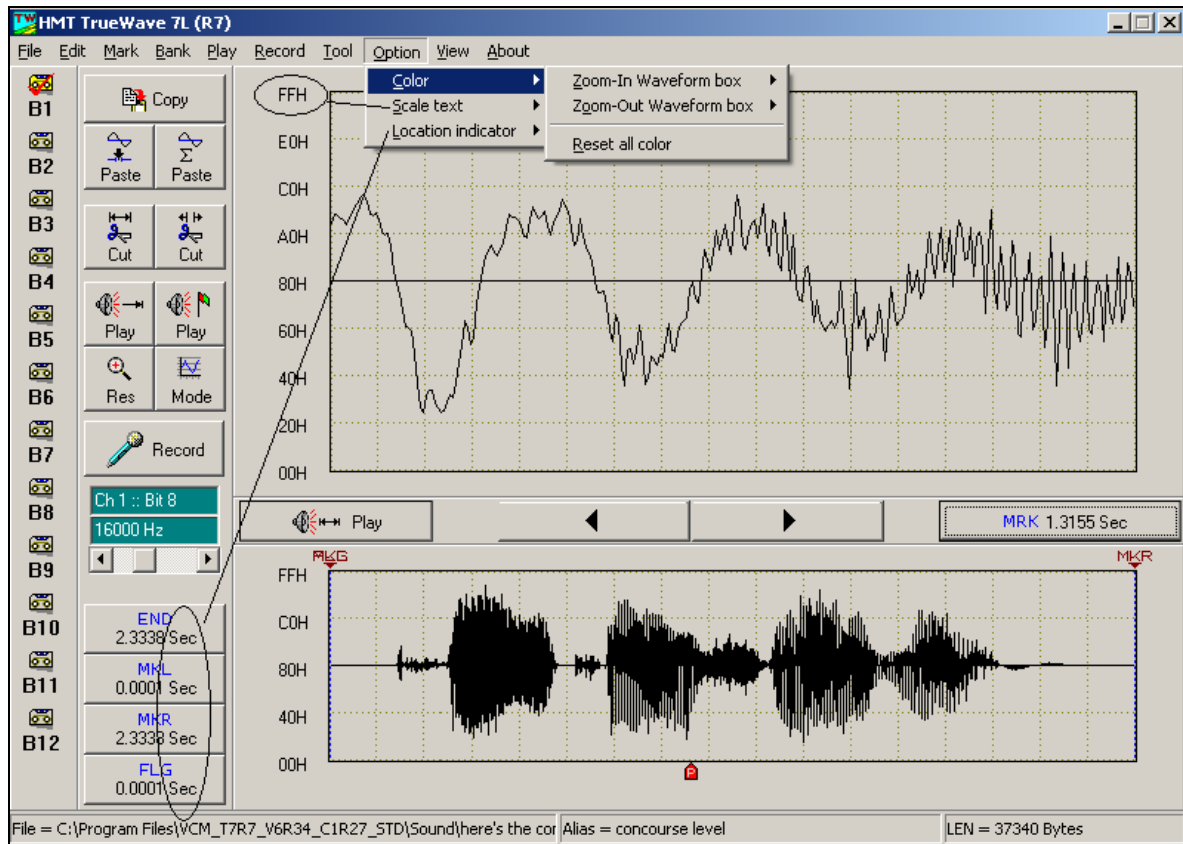 TW HMT TrueWave 7L (R7)
File Edit Mark Bank Play Record Tool Option View About
Color
Scale text
Location indicator
Zoom-In Waveform box
Zoom-Out Waveform box
Reset all color
B1
B2
B3
B4
B5
B6
B7
B8
B9
B10
B11
B12
Copy
Paste Paste
Cut Cut
Play Play
Res Mode
Record
Ch 1 :: Bit 8
16000 Hz
END
2.3338 Sec
MKL
0.0001 Sec
MKR
2.3338 Sec
FLG
0.0001 Sec
FFH
E0H
C0H
A0H
80H
60H
40H
20H
00H
Play
MRK 1.3155 Sec
MKR
FFH
C0H
80H
40H
00H
P
File = C:\Program Files\VCM_T7R7_V6R34_C1R27_STD\Sound\here's the cor
Alias = concourse level
LEN = 37340 Bytes